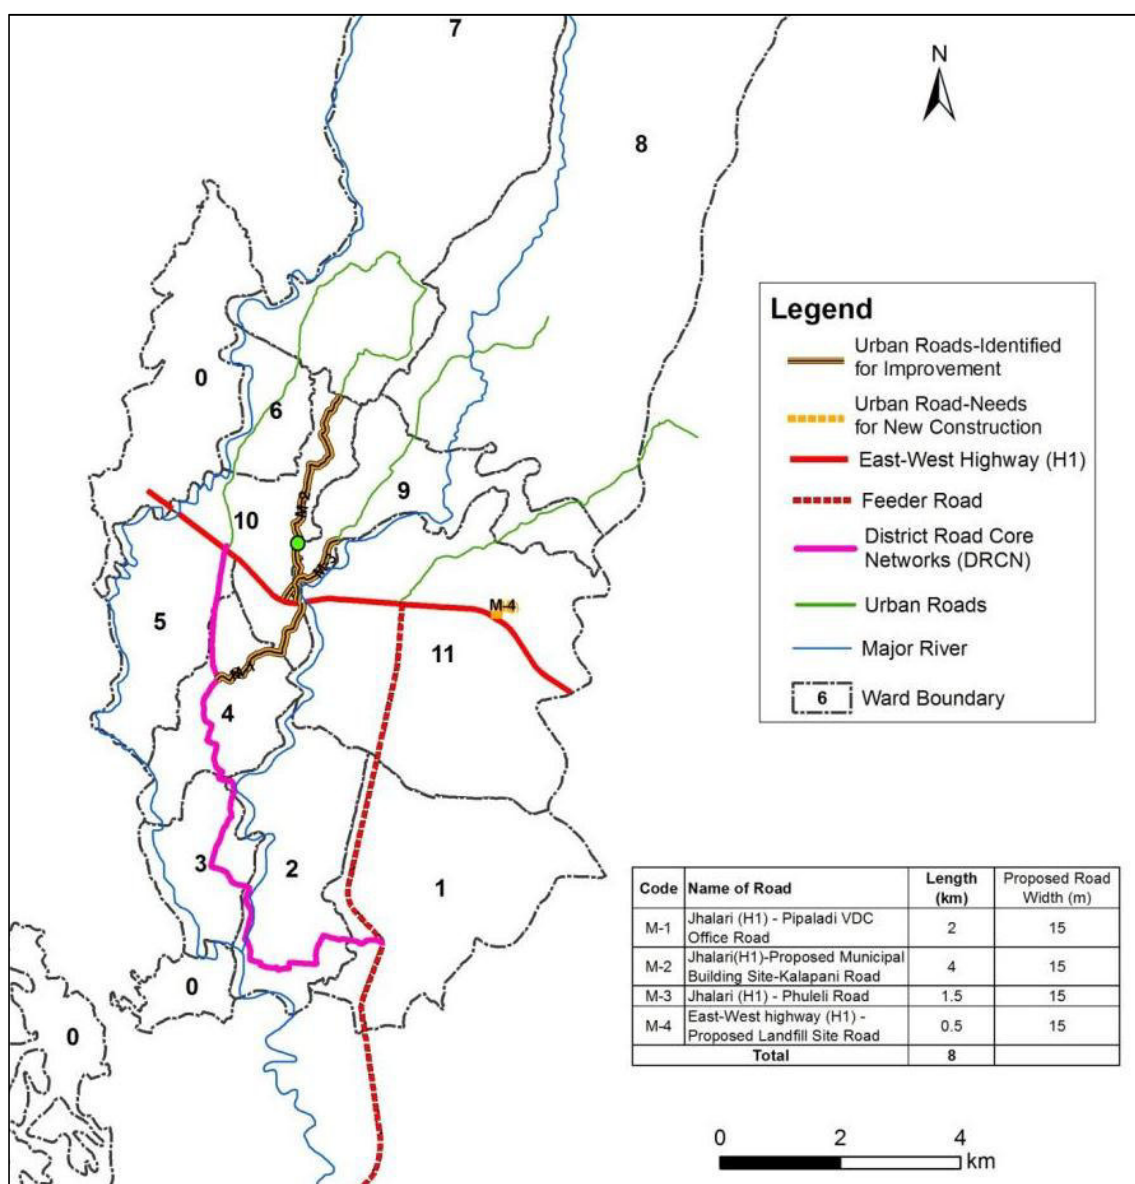 7
N
8
0
6
9
10
M-2
M-3
5
M-4
11
M-1
4
3
2
1
0
0
Legend
Urban Roads-Identified
for Improvement
Urban Road-Needs
for New Construction
East-West Highway (H1)
Feeder Road
District Road Core
Networks (DRCN)
Urban Roads
Major River
6 Ward Boundary
Code Name of Road Length (km) Proposed Road Width (m)
M-1 Jhalari (H1) - Pipaladi VDC Office Road 2 15
M-2 Jhalari(H1)-Proposed Municipal Building Site-Kalapani Road 4 15
M-3 Jhalari (H1) - Phuleli Road 1.5 15
M-4 East-West highway (H1) - Proposed Landfill Site Road 0.5 15
Total 8
0 2 4
km